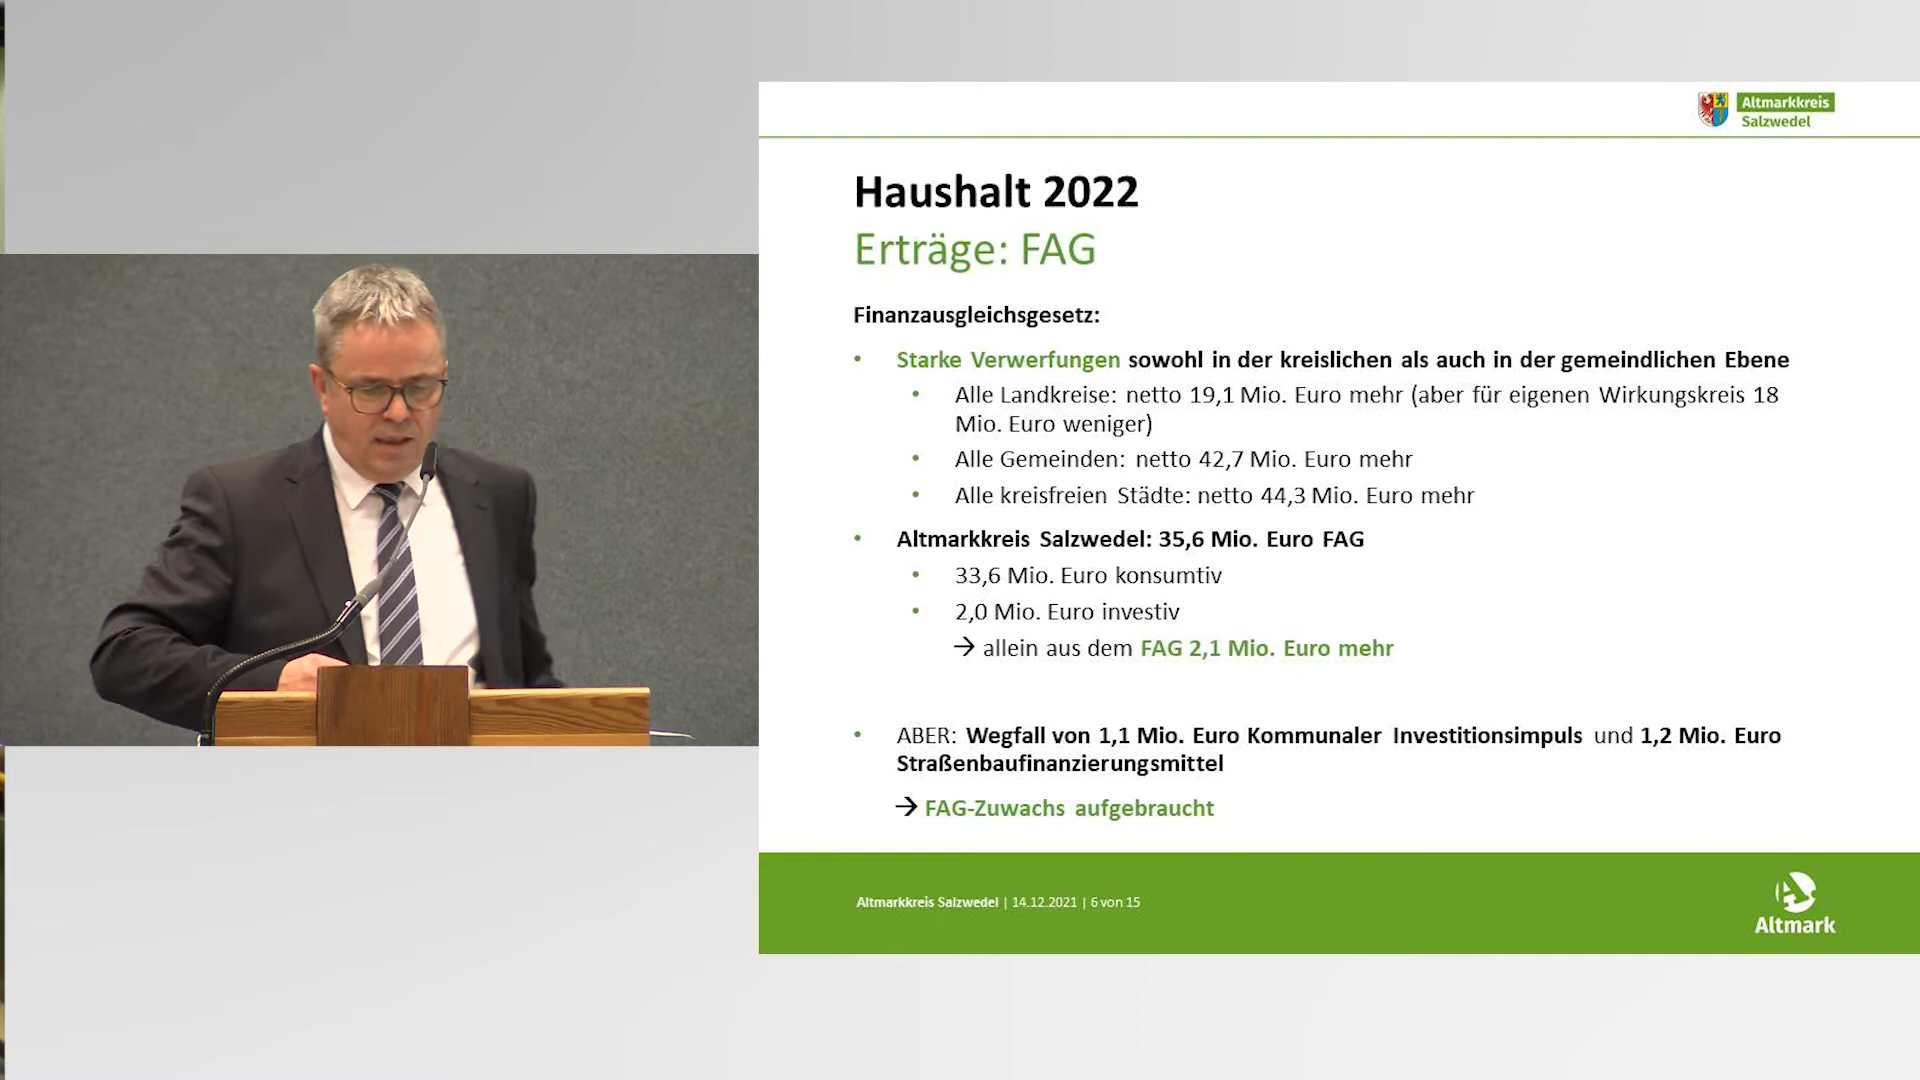 Altmarkkreis
Salzwedel
Haushalt 2022
Erträge: FAG
Finanzausgleichsgesetz:
• Starke Verwerfungen sowohl in der kreislichen als auch in der gemeindlichen Ebene
• Alle Landkreise: netto 19,1 Mio. Euro mehr (aber für eigenen Wirkungskreis 18
Mio. Euro weniger)
• Alle Gemeinden: netto 42,7 Mio. Euro mehr
• Alle kreisfreien Städte: netto 44,3 Mio. Euro mehr
• Altmarkkreis Salzwedel: 35,6 Mio. Euro FAG
• 33,6 Mio. Euro konsumtiv
• 2,0 Mio. Euro investiv
→ allein aus dem FAG 2,1 Mio. Euro mehr
• ABER: Wegfall von 1,1 Mio. Euro Kommunaler Investitionsimpuls und 1,2 Mio. Euro
Straßenbaufinanzierungsmittel
→ FAG-Zuwachs aufgebraucht
Altmarkkreis Salzwedel | 14.12.2021 | 6 von 15
Altmark